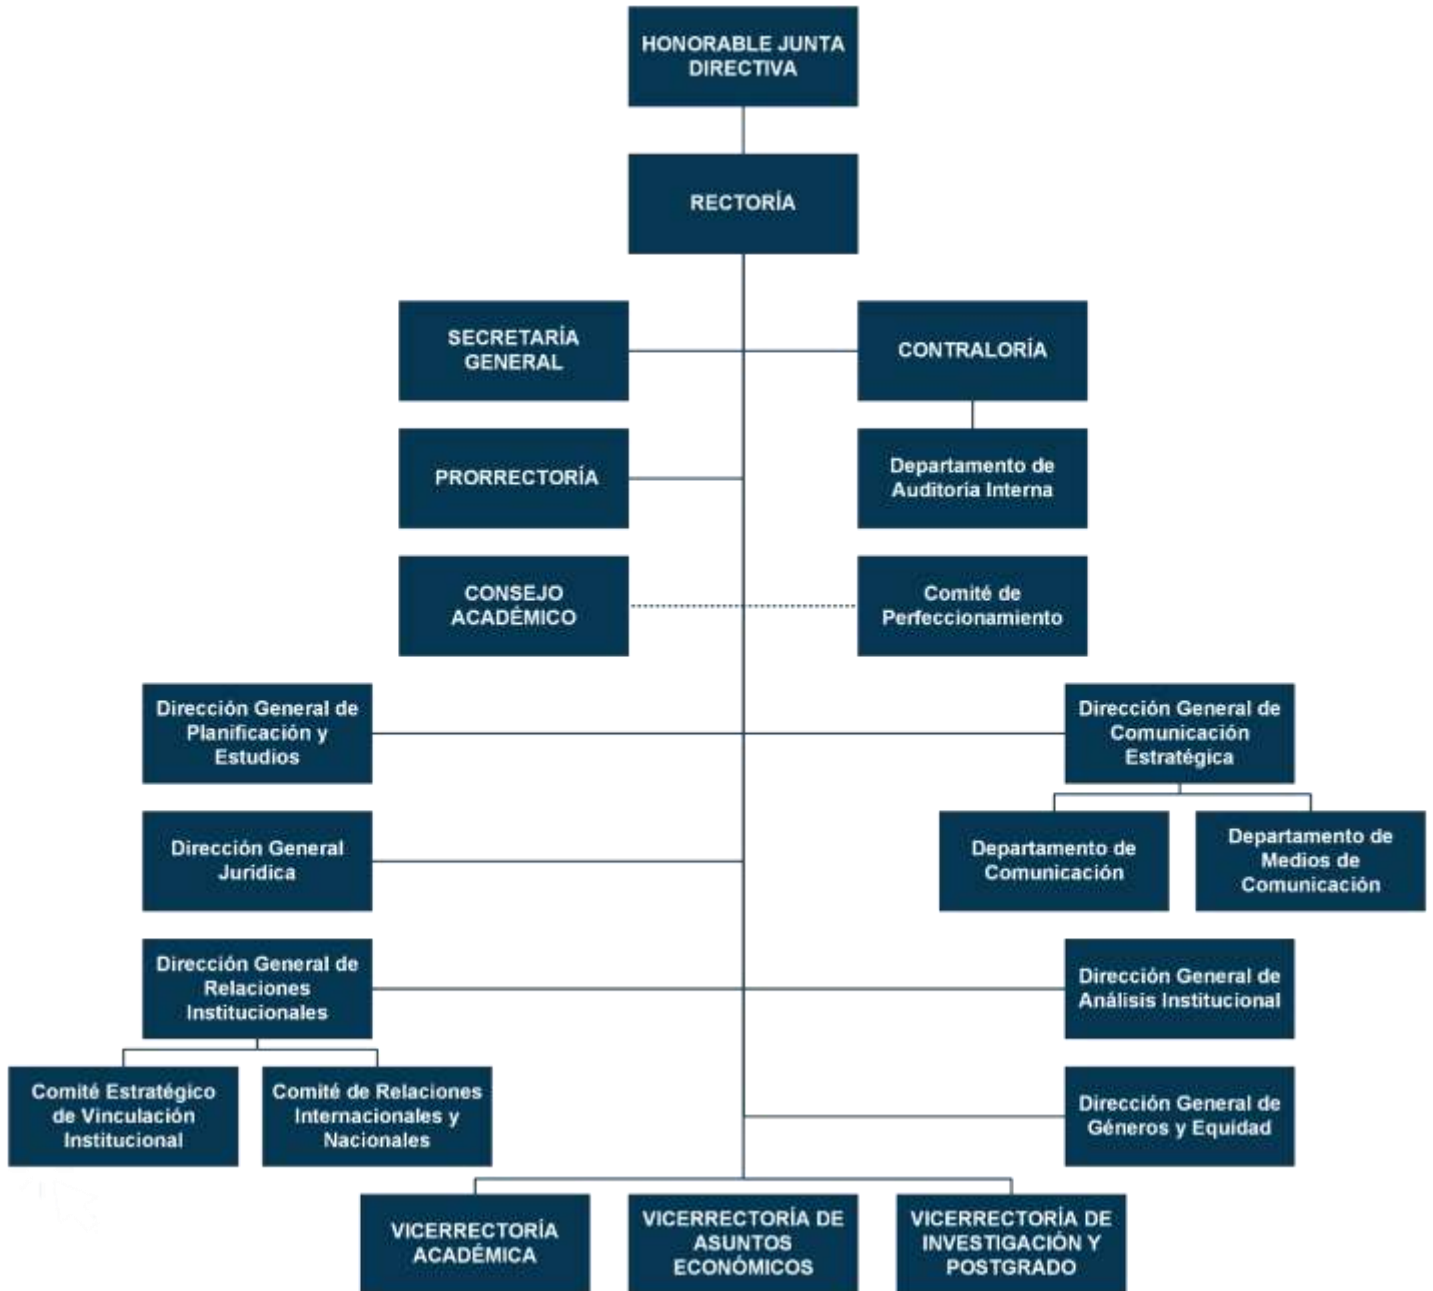 HONORABLE JUNTA
DIRECTIVA
RECTORÍA
SECRETARÍA
GENERAL
CONTRALORÍA
PRORRECTORÍA
Departamento de
Auditoría Interna
CONSEJO
ACADÉMICO
Comité de
Perfeccionamiento
Dirección General de
Planificación y
Estudios
Dirección General de
Comunicación
Estratégica
Dirección General
Jurídica
Departamento de
Comunicación
Departamento de
Medios de
Comunicación
Dirección General de
Relaciones
Institucionales
Dirección General de
Análisis Institucional
Comité Estratégico
de Vinculación
Institucional
Comité de Relaciones
Internacionales y
Nacionales
Dirección General de
Géneros y Equidad
VICERRECTORÍA
ACADÉMICA
VICERRECTORÍA DE
ASUNTOS
ECONÓMICOS
VICERRECTORÍA DE
INVESTIGACIÓN Y
POSTGRADO